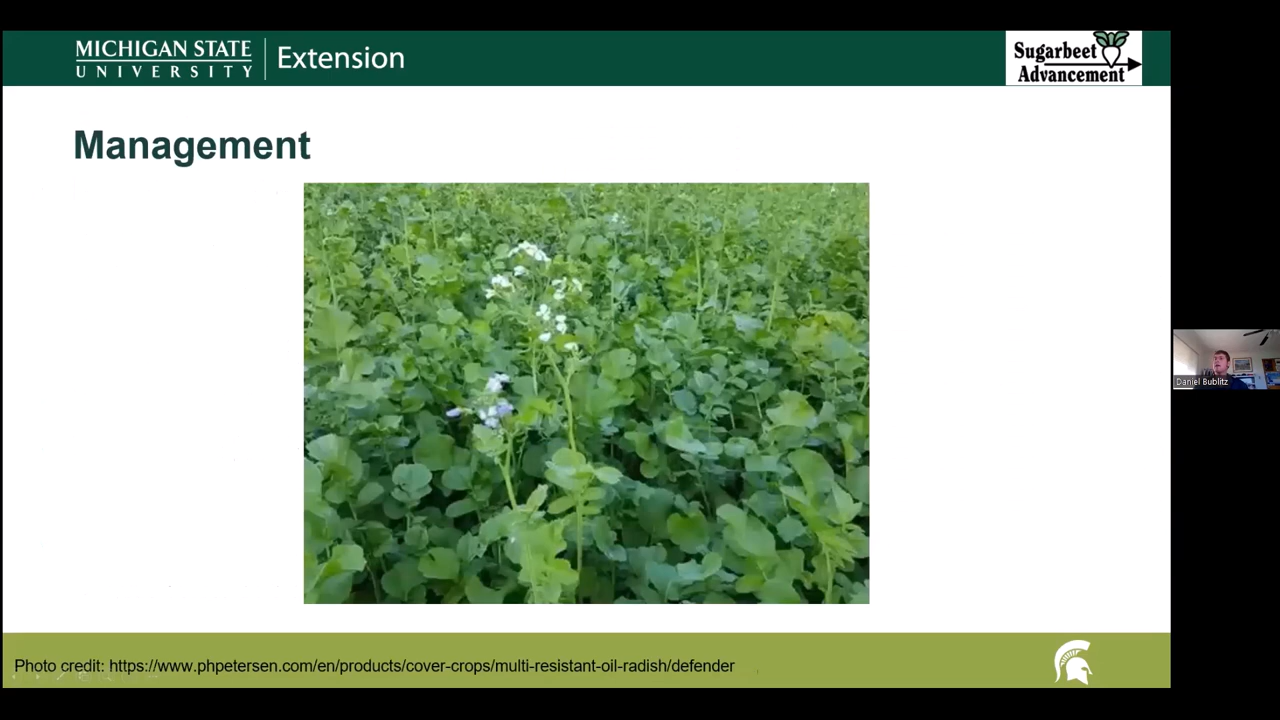 MICHIGAN STATE
UNIVERSITY
Extension
Sugarbeet
Advancement
Management
Daniel Bublitz
Photo credit: https://www.phpetersen.com/en/products/cover-crops/multi-resistant-oil-radish/defender